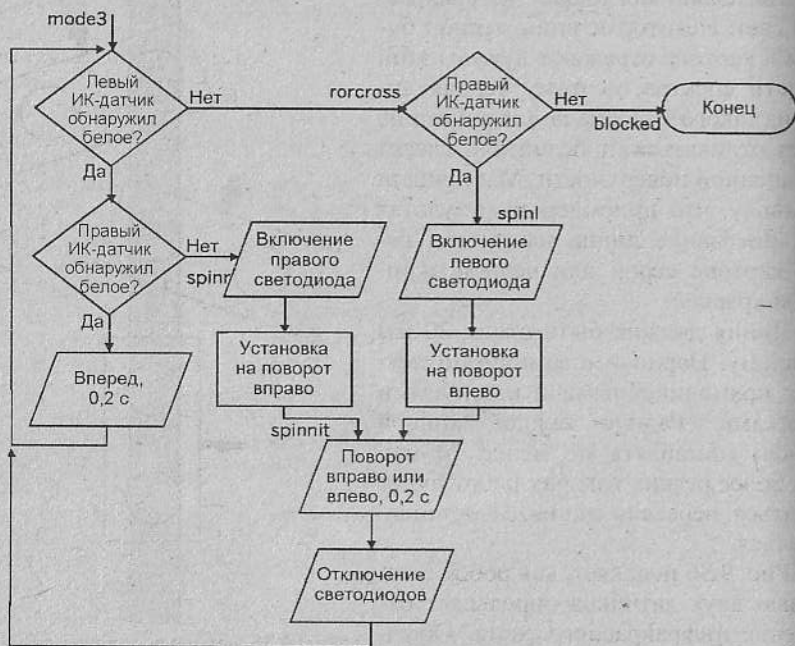 mode3
Левый
ИК-датчик
обнаружил
белое?
Нет
rorcross
Правый
ИК-датчик
обнаружил
белое?
Нет
blocked
Конец
Да
Да
Правый
ИК-датчик
обнаружил
белое?
Нет
spinr
Включение
правого
светодиода
spinl
Включение
левого
светодиода
Да
Вперед,
0,2 с
Установка
на поворот
вправо
Установка
на поворот
влево
spinnit
Поворот
вправо или
влево, 0,2 с
Отключение
светодиодов